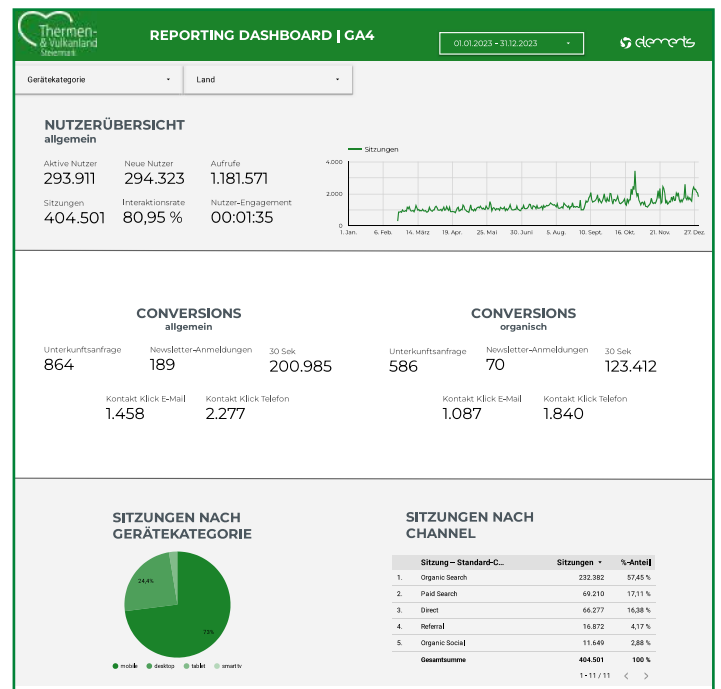 Thermen-
& Vulkanland
Steiermark
REPORTING DASHBOARD | GA4
01.01.2023 - 31.12.2023
elements
Gerätekategorie
Land
NUTZERÜBERSICHT
allgemein
Aktive Nutzer
293.911
Neue Nutzer
294.323
Aufrufe
1.181.571
Sitzungen
404.501
Interaktionsrate
80,95 %
Nutzer-Engagement
00:01:35
Sitzungen
4.000
2.000
0
1. Jan. 6. Feb. 14. März 19. Apr. 25. Mai 30. Juni 5. Aug. 10. Sept. 16. Okt. 21. Nov. 27. Dez.
CONVERSIONS
allgemein
Unterkunftsanfrage
864
Newsletter-Anmeldungen
189
30 Sek
200.985
Kontakt Klick E-Mail
1.458
Kontakt Klick Telefon
2.277
CONVERSIONS
organisch
Unterkunftsanfrage
586
Newsletter-Anmeldungen
70
30 Sek
123.412
Kontakt Klick E-Mail
1.087
Kontakt Klick Telefon
1.840
SITZUNGEN NACH
GERÄTEKATEGORIE
24,4%
73%
mobile desktop tablet smart tv
SITZUNGEN NACH
CHANNEL
Sitzung – Standard-C... Sitzungen %-Anteil
1. Organic Search 232.382 57,45 %
2. Paid Search 69.210 17,11 %
3. Direct 66.277 16,38 %
4. Referral 16.872 4,17 %
5. Organic Social 11.649 2,88 %
Gesamtsumme 404.501 100 %
1 - 11 / 11 < >